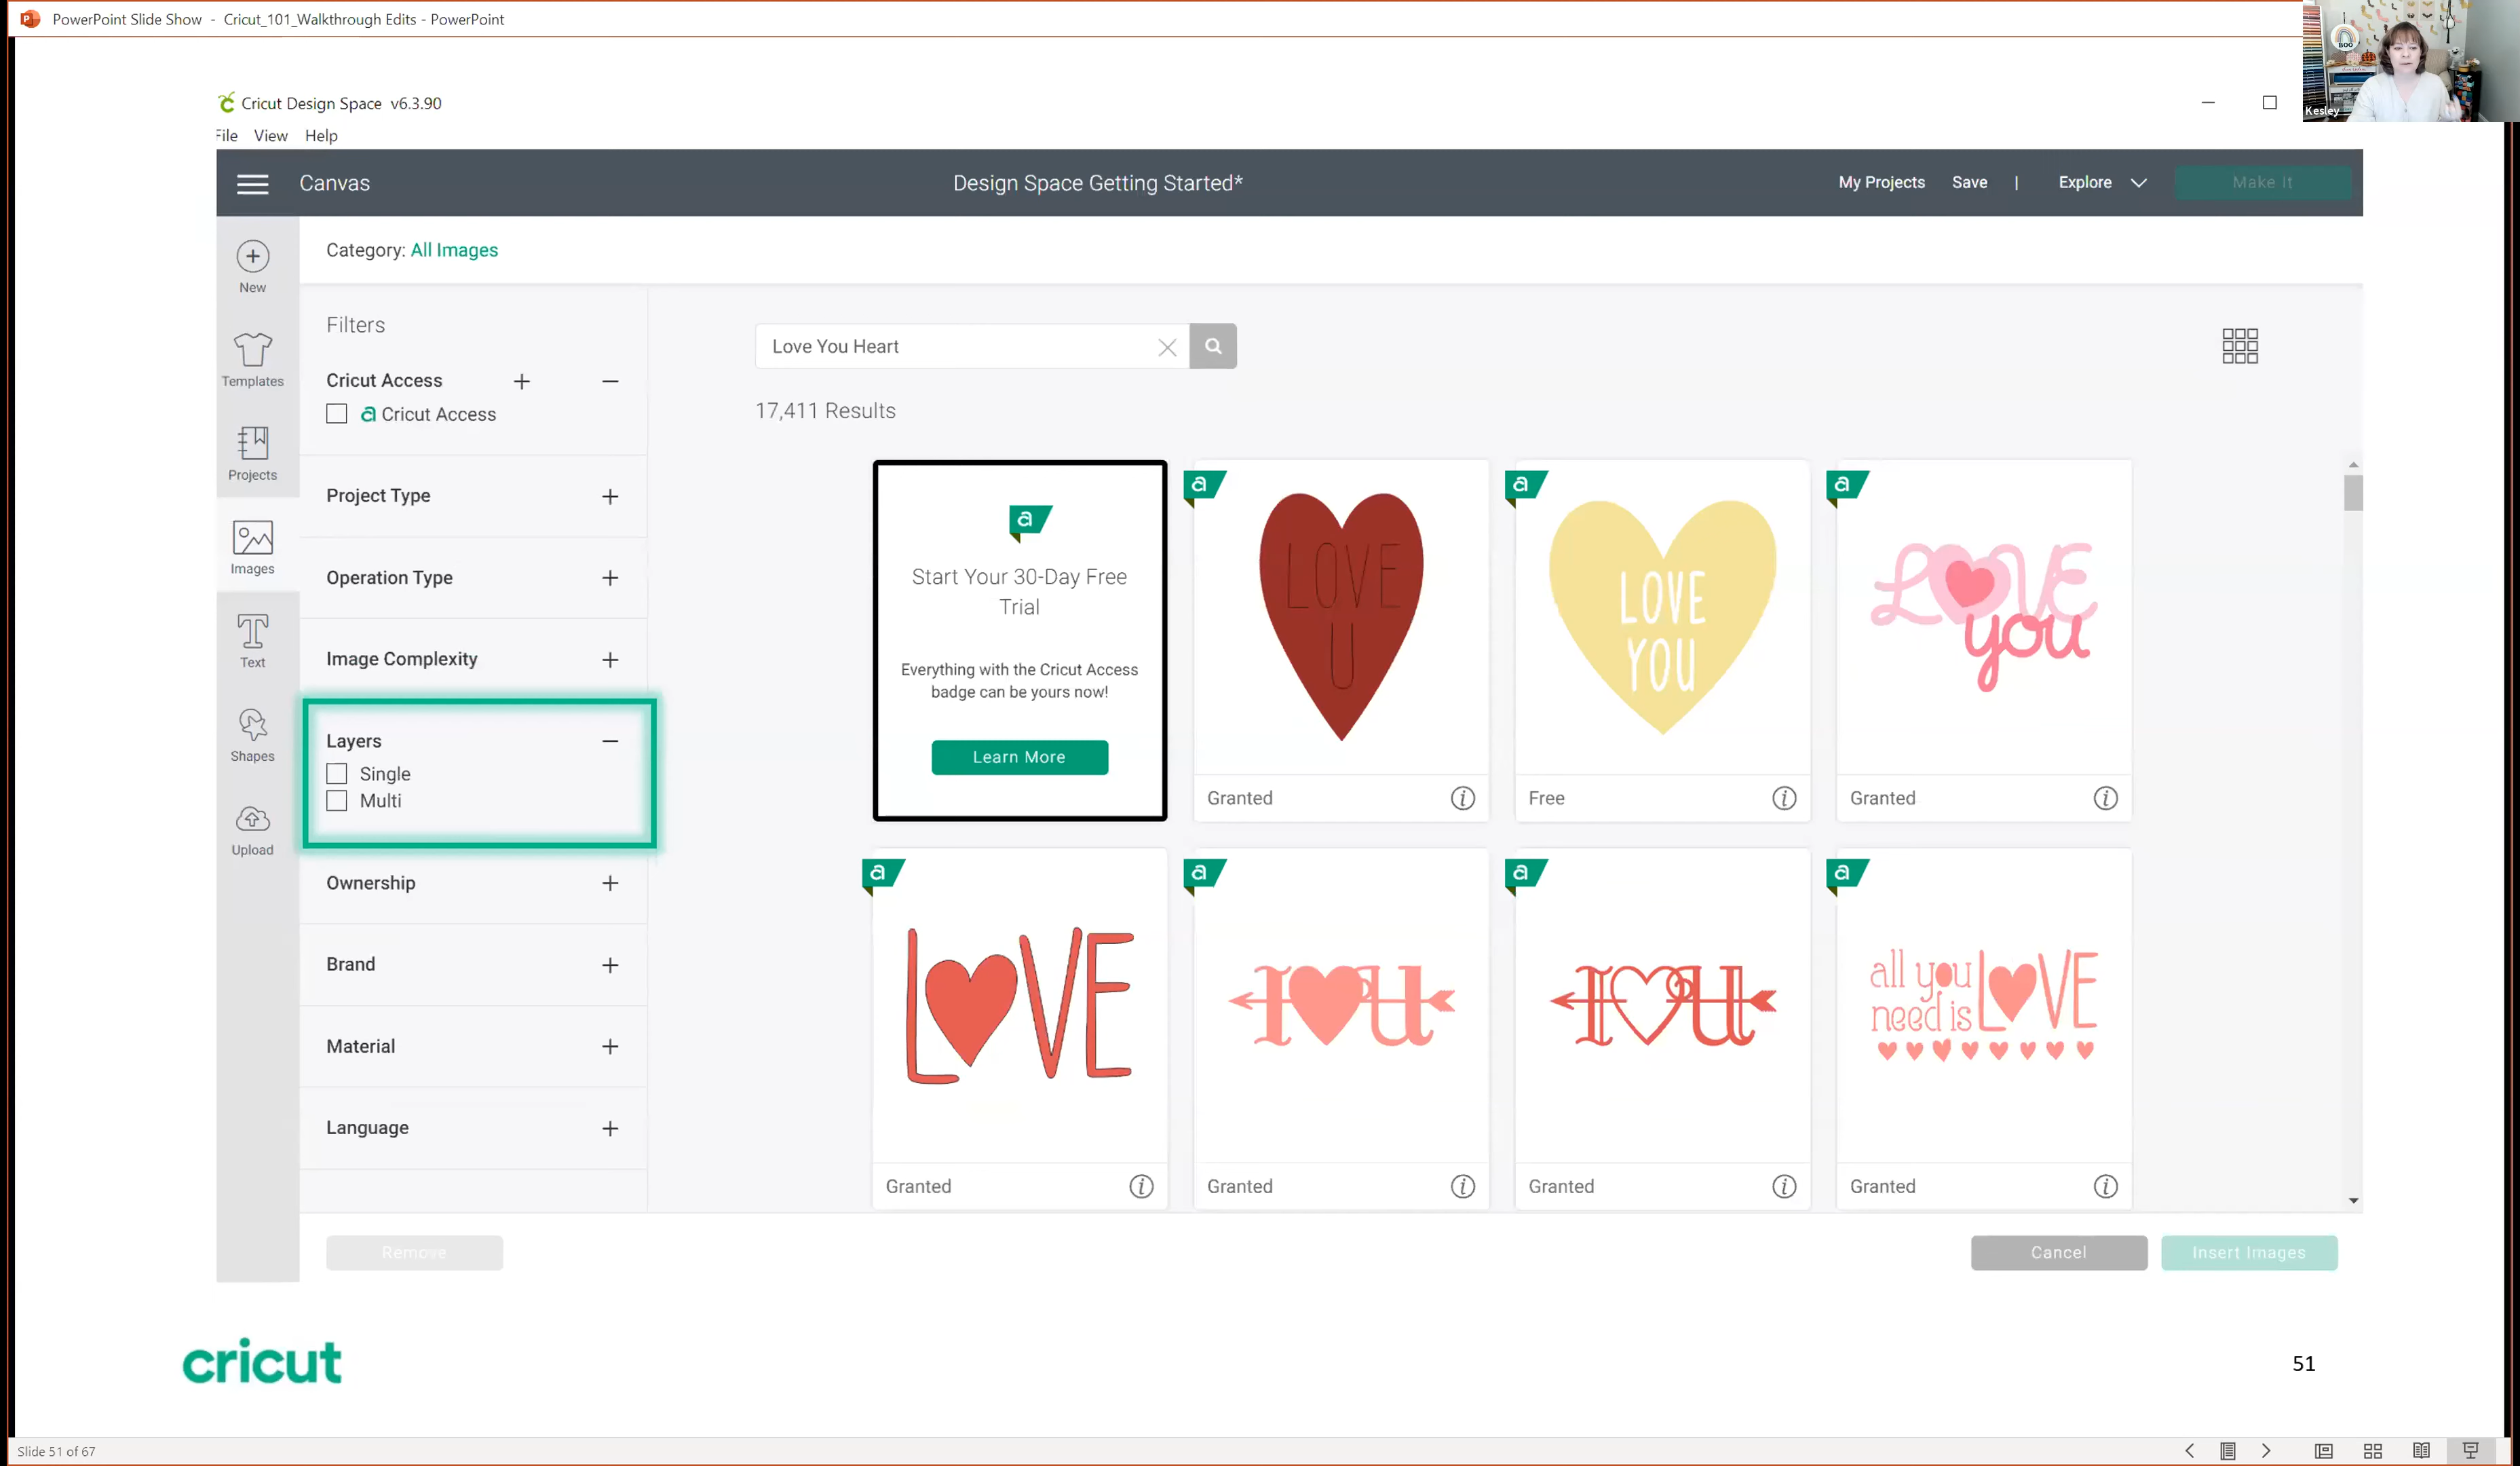 PowerPoint Slide Show - Cricut_101_Walkthrough Edits - PowerPoint
BOO
Kesley
Cricut Design Space v6.3.90
File View Help
Canvas
Design Space Getting Started*
My Projects Save | Explore
Make It
New
Templates
Projects
Images
Text
Shapes
Upload
Category: All Images
Filters
Cricut Access
a Cricut Access
Project Type
Operation Type
Image Complexity
Layers
Single
Multi
Ownership
Brand
Material
Language
Love You Heart
17,411 Results
a
Start Your 30-Day Free
Trial
Everything with the Cricut Access
badge can be yours now!
Learn More
a
LOVE
U
Granted
a
LOVE
YOU
Free
a
LOVE
you
Granted
a
LOVE
Granted
a
I U
Granted
a
I U
Granted
a
all you
need is LOVE
Granted
Remove
Cancel
Insert Images
cricut
51
Slide 51 of 67